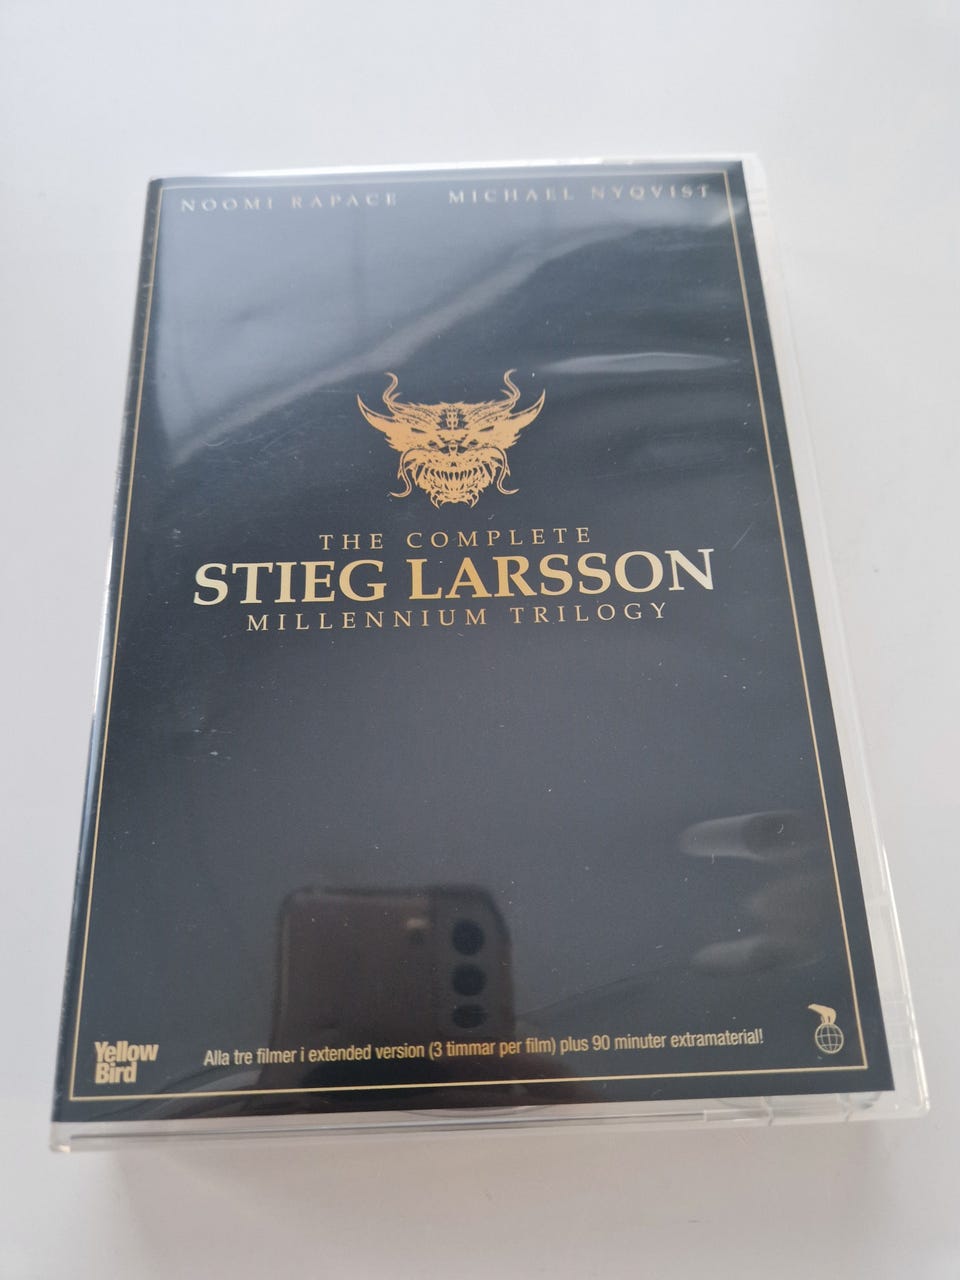 NOOMI RAPACE MICHAEL NYQVIST
THE COMPLETE
STIEG LARSSON
MILLENNIUM TRILOGY
Yellow
Bird
Alla tre filmer i extended version (3 timmar per film) plus 90 minuter extramaterial!